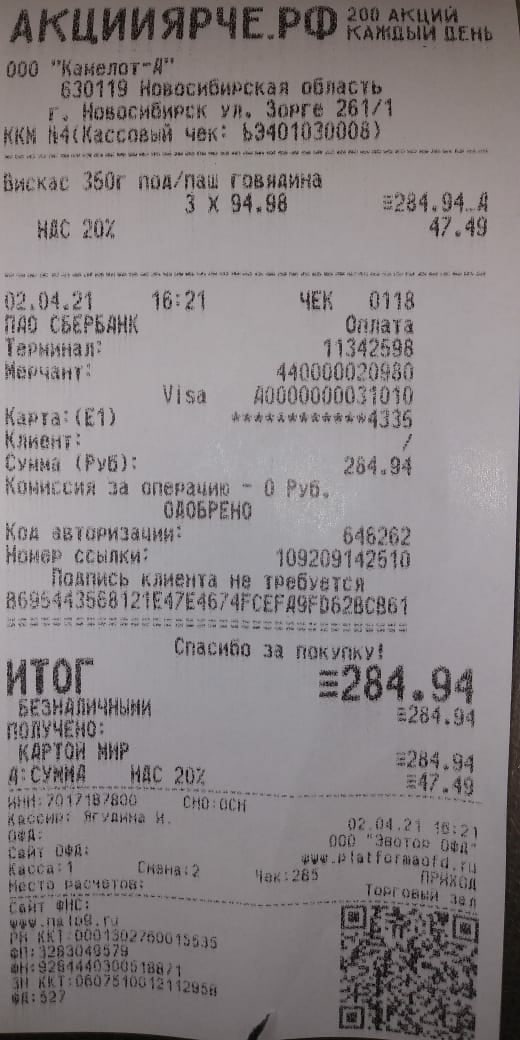 АКЦИИЯРЧЕ.РФ 200 АКЦИЙ КАЖДЫЙ ДЕНЬ
ООО "Камелот-А"
630119 Новосибирская область
г. Новосибирск ул. Зорге 261/1
ККМ №4(Кассовый чек: ЬЭ401030008)
Вискас 350г под/паш говядина
3 X 94.98 ≡284.94_А
НДС 20% 47.49
02.04.21 16:21 ЧЕК 0118
ПАО СБЕРБАНК Оплата
Терминал: 11342598
Мерчант: 440000020980
Visa A0000000031010
Карта:(E1) ************4335
Клиент: /
Сумма (Руб): 284.94
Комиссия за операцию - 0 Руб.
ОДОБРЕНО
Код авторизации: 646262
Номер ссылки: 109209142510
Подпись клиента не требуется
B695443568121E47E4674FCEFA9FD62BCB61
Спасибо за покупку!
ИТОГ ≡284.94
БЕЗНАЛИЧНЫМИ ≡284.94
ПОЛУЧЕНО:
КАРТОЙ МИР ≡284.94
А:СУММА НДС 20% ≡47.49
ИНН:7017187800 СНО:ОСН
Кассир: Ягудина И. 02.04.21 16:21
ОФД: ООО "Эвотор ОФД"
Сайт ОФД: www.platformaofd.ru
Касса:1 Смена:2 Чек:285 ПРИХОД
Место расчетов: Торговый зал
Сайт ФНС:
www.nalog.ru
РН ККТ:0001302760015535
ФП:3283049579
ФН:9284440300518871
ЗН ККТ:0607510012112958
ФД:527